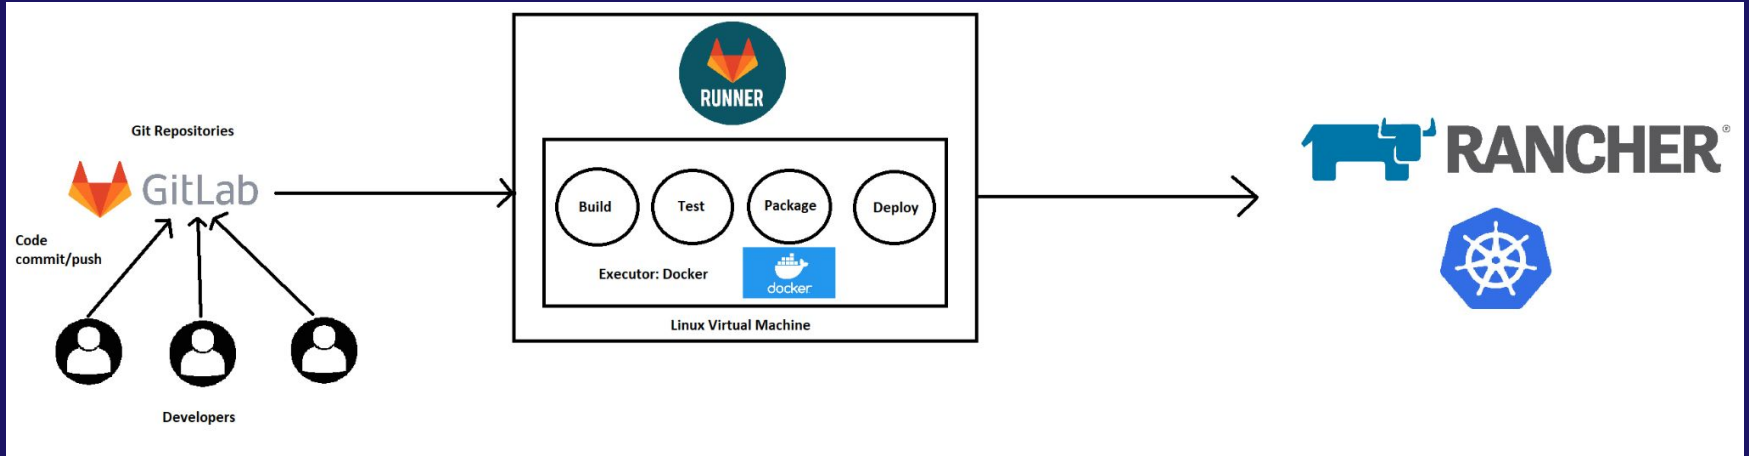 Git Repositories
GitLab
Code
commit/push
Developers
RUNNER
Build
Test
Package
Deploy
Executor: Docker
docker
Linux Virtual Machine
RANCHER®